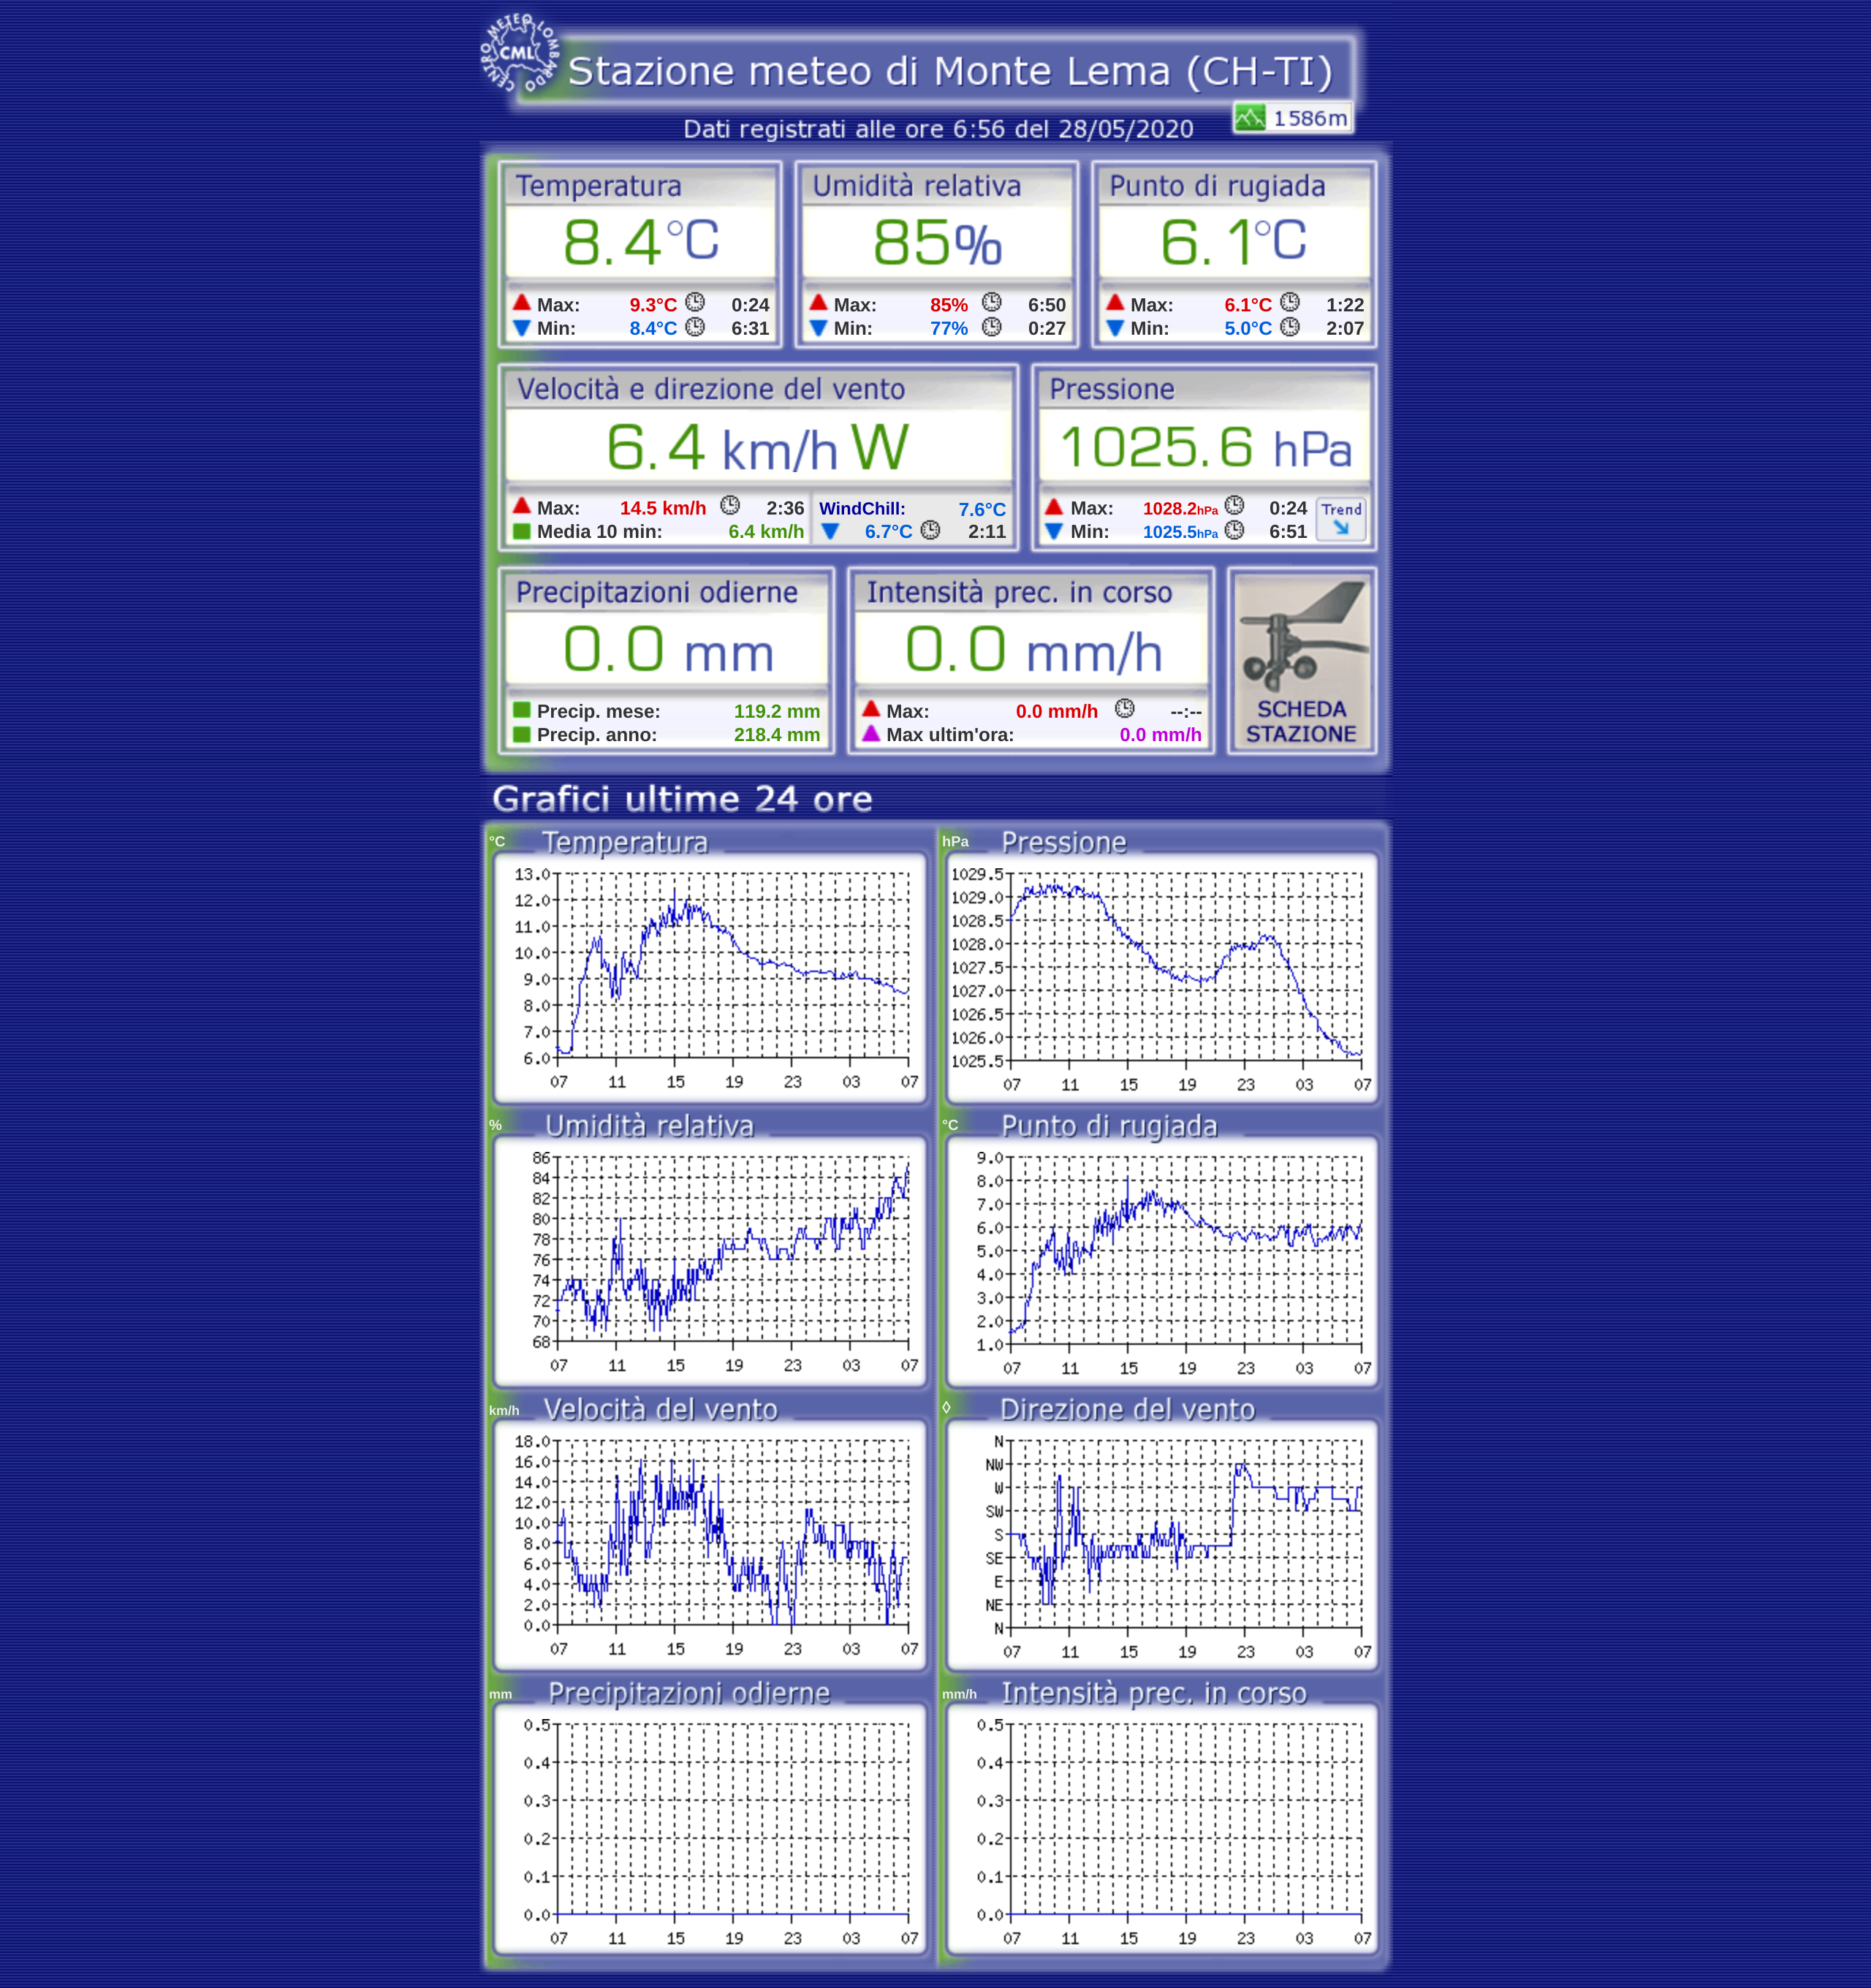 CENTRO METEO LOMBARDO
CML
Stazione meteo di Monte Lema (CH-TI)
1586m
Dati registrati alle ore 6:56 del 28/05/2020
Temperatura Umidità relativa Punto di rugiada
8.4°C 85% 6.1°C
Max: 9.3°C 0:24 Max: 85% 6:50 Max: 6.1°C 1:22
Min: 8.4°C 6:31 Min: 77% 0:27 Min: 5.0°C 2:07
Velocità e direzione del vento Pressione
6.4 km/h W 1025.6 hPa
Max: 14.5 km/h 2:36 WindChill: 7.6°C Max: 1028.2hPa 0:24 Trend
Media 10 min: 6.4 km/h 6.7°C 2:11 Min: 1025.5hPa 6:51
Precipitazioni odierne Intensità prec. in corso
0.0 mm 0.0 mm/h
Precip. mese: 119.2 mm Max: 0.0 mm/h --:-- SCHEDA
Precip. anno: 218.4 mm Max ultim'ora: 0.0 mm/h STAZIONE
Grafici ultime 24 ore
°C Temperatura
13.0
12.0
11.0
10.0
9.0
8.0
7.0
6.0
07 11 15 19 23 03 07
hPa Pressione
1029.5
1029.0
1028.5
1028.0
1027.5
1027.0
1026.5
1026.0
1025.5
07 11 15 19 23 03 07
% Umidità relativa
86
84
82
80
78
76
74
72
70
68
07 11 15 19 23 03 07
°C Punto di rugiada
9.0
8.0
7.0
6.0
5.0
4.0
3.0
2.0
1.0
07 11 15 19 23 03 07
km/h Velocità del vento
18.0
16.0
14.0
12.0
10.0
8.0
6.0
4.0
2.0
0.0
07 11 15 19 23 03 07
◊ Direzione del vento
N
NW
W
SW
S
SE
E
NE
N
07 11 15 19 23 03 07
mm Precipitazioni odierne
0.5
0.4
0.3
0.2
0.1
0.0
07 11 15 19 23 03 07
mm/h Intensità prec. in corso
0.5
0.4
0.3
0.2
0.1
0.0
07 11 15 19 23 03 07